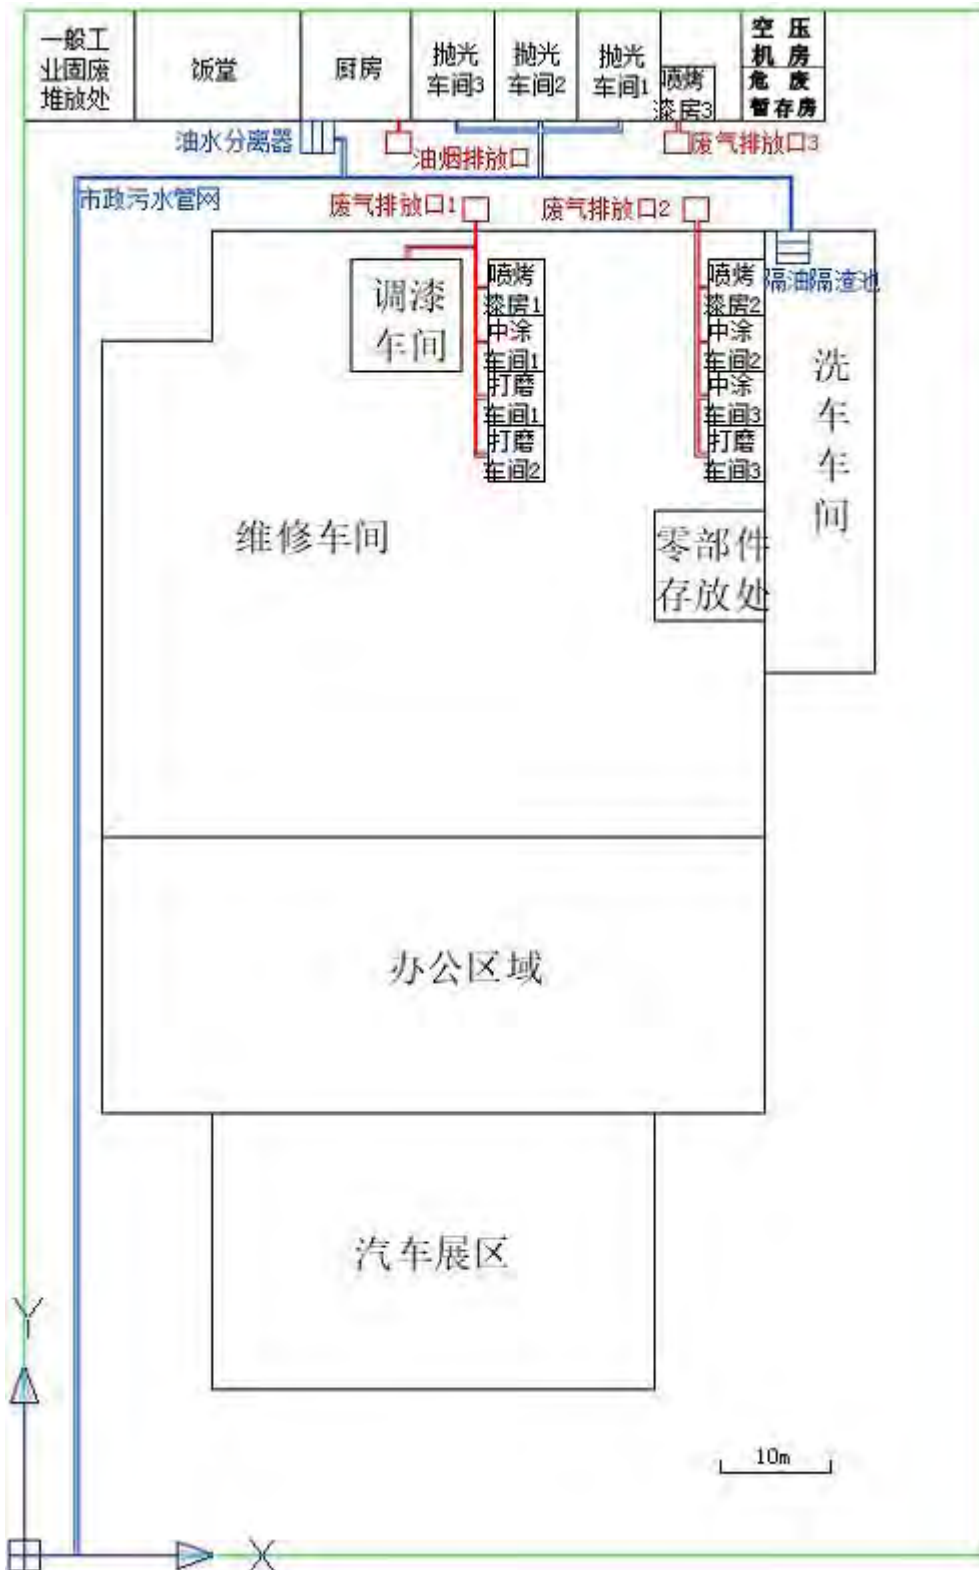 一般工
业固废
堆放处
饭堂
厨房
抛光
车间3
抛光
车间2
抛光
车间1
喷烤
漆房3
空 压
机 房
危 废
暂存房
油水分离器
油烟排放口
废气排放口3
市政污水管网
废气排放口1
废气排放口2
调漆
车间
喷烤
漆房1
中涂
车间1
打磨
车间1
打磨
车间2
喷烤
漆房2
中涂
车间2
中涂
车间3
打磨
车间3
隔油隔渣池
洗车车间
维修车间
零部件
存放处
办公区域
汽车展区
Y
10m
X